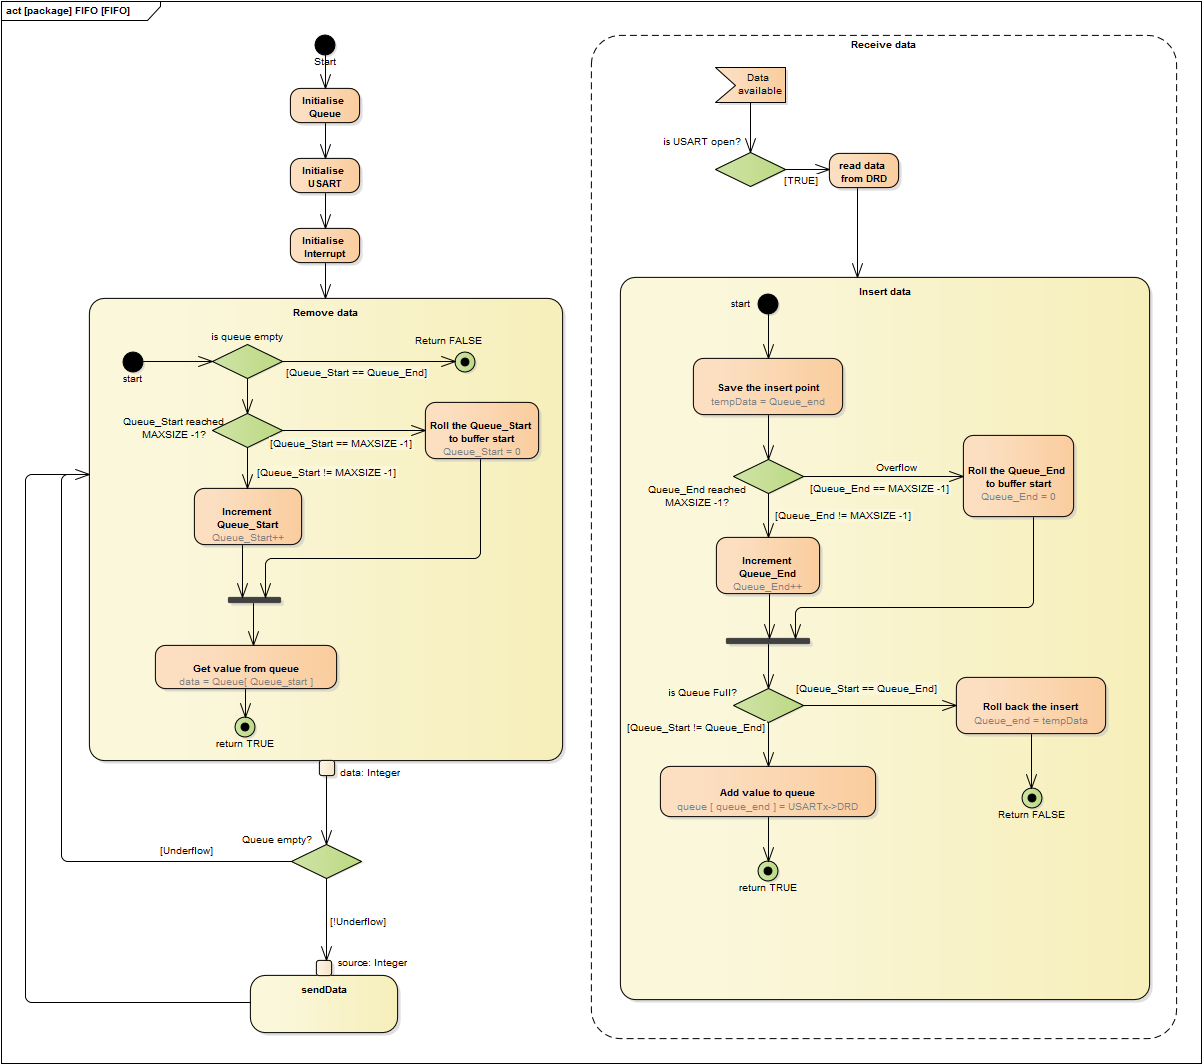 act [package] FIFO [FIFO]
Start
Initialise
Queue
Initialise
USART
Initialise
Interrupt
Remove data
is queue empty
Return FALSE
start
[Queue_Start == Queue_End]
Queue_Start reached
MAXSIZE -1?
[Queue_Start == MAXSIZE -1]
Roll the Queue_Start
to buffer start
Queue_Start = 0
[Queue_Start != MAXSIZE -1]
Increment
Queue_Start
Queue_Start++
Get value from queue
data = Queue[ Queue_start ]
return TRUE
data: Integer
Queue empty?
[Underflow]
[!Underflow]
source: Integer
sendData
Receive data
Data
available
is USART open?
[TRUE]
read data
from DRD
Insert data
start
Save the insert point
tempData = Queue_end
Queue_End reached
MAXSIZE -1?
Overflow
[Queue_End == MAXSIZE -1]
Roll the Queue_End
to buffer start
Queue_End = 0
[Queue_End != MAXSIZE -1]
Increment
Queue_End
Queue_End++
is Queue Full?
[Queue_Start == Queue_End]
Roll back the insert
Queue_end = tempData
[Queue_Start != Queue_End]
Add value to queue
queue [ queue_end ] = USARTx->DRD
Return FALSE
return TRUE